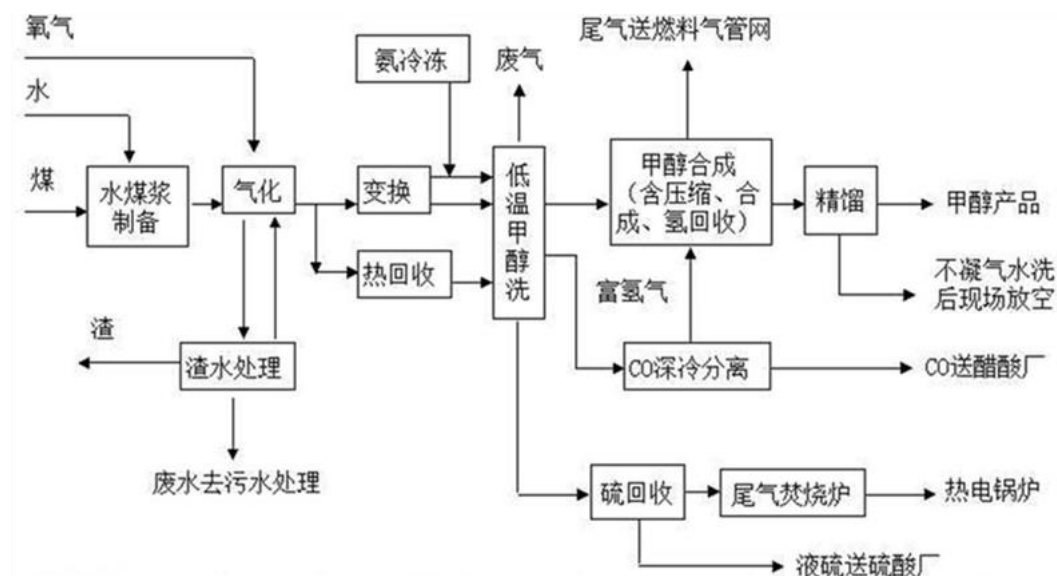 氧气
尾气送燃料气管网
氨冷冻
废气
水
煤
水煤浆
制备
气化
变换
低温甲醇洗
甲醇合成
(含压缩、合
成、氢回收)
精馏
甲醇产品
热回收
富氢气
不凝气水洗
后现场放空
渣
渣水处理
CO深冷分离
CO送醋酸厂
废水去污水处理
硫回收
尾气焚烧炉
热电锅炉
液硫送硫酸厂